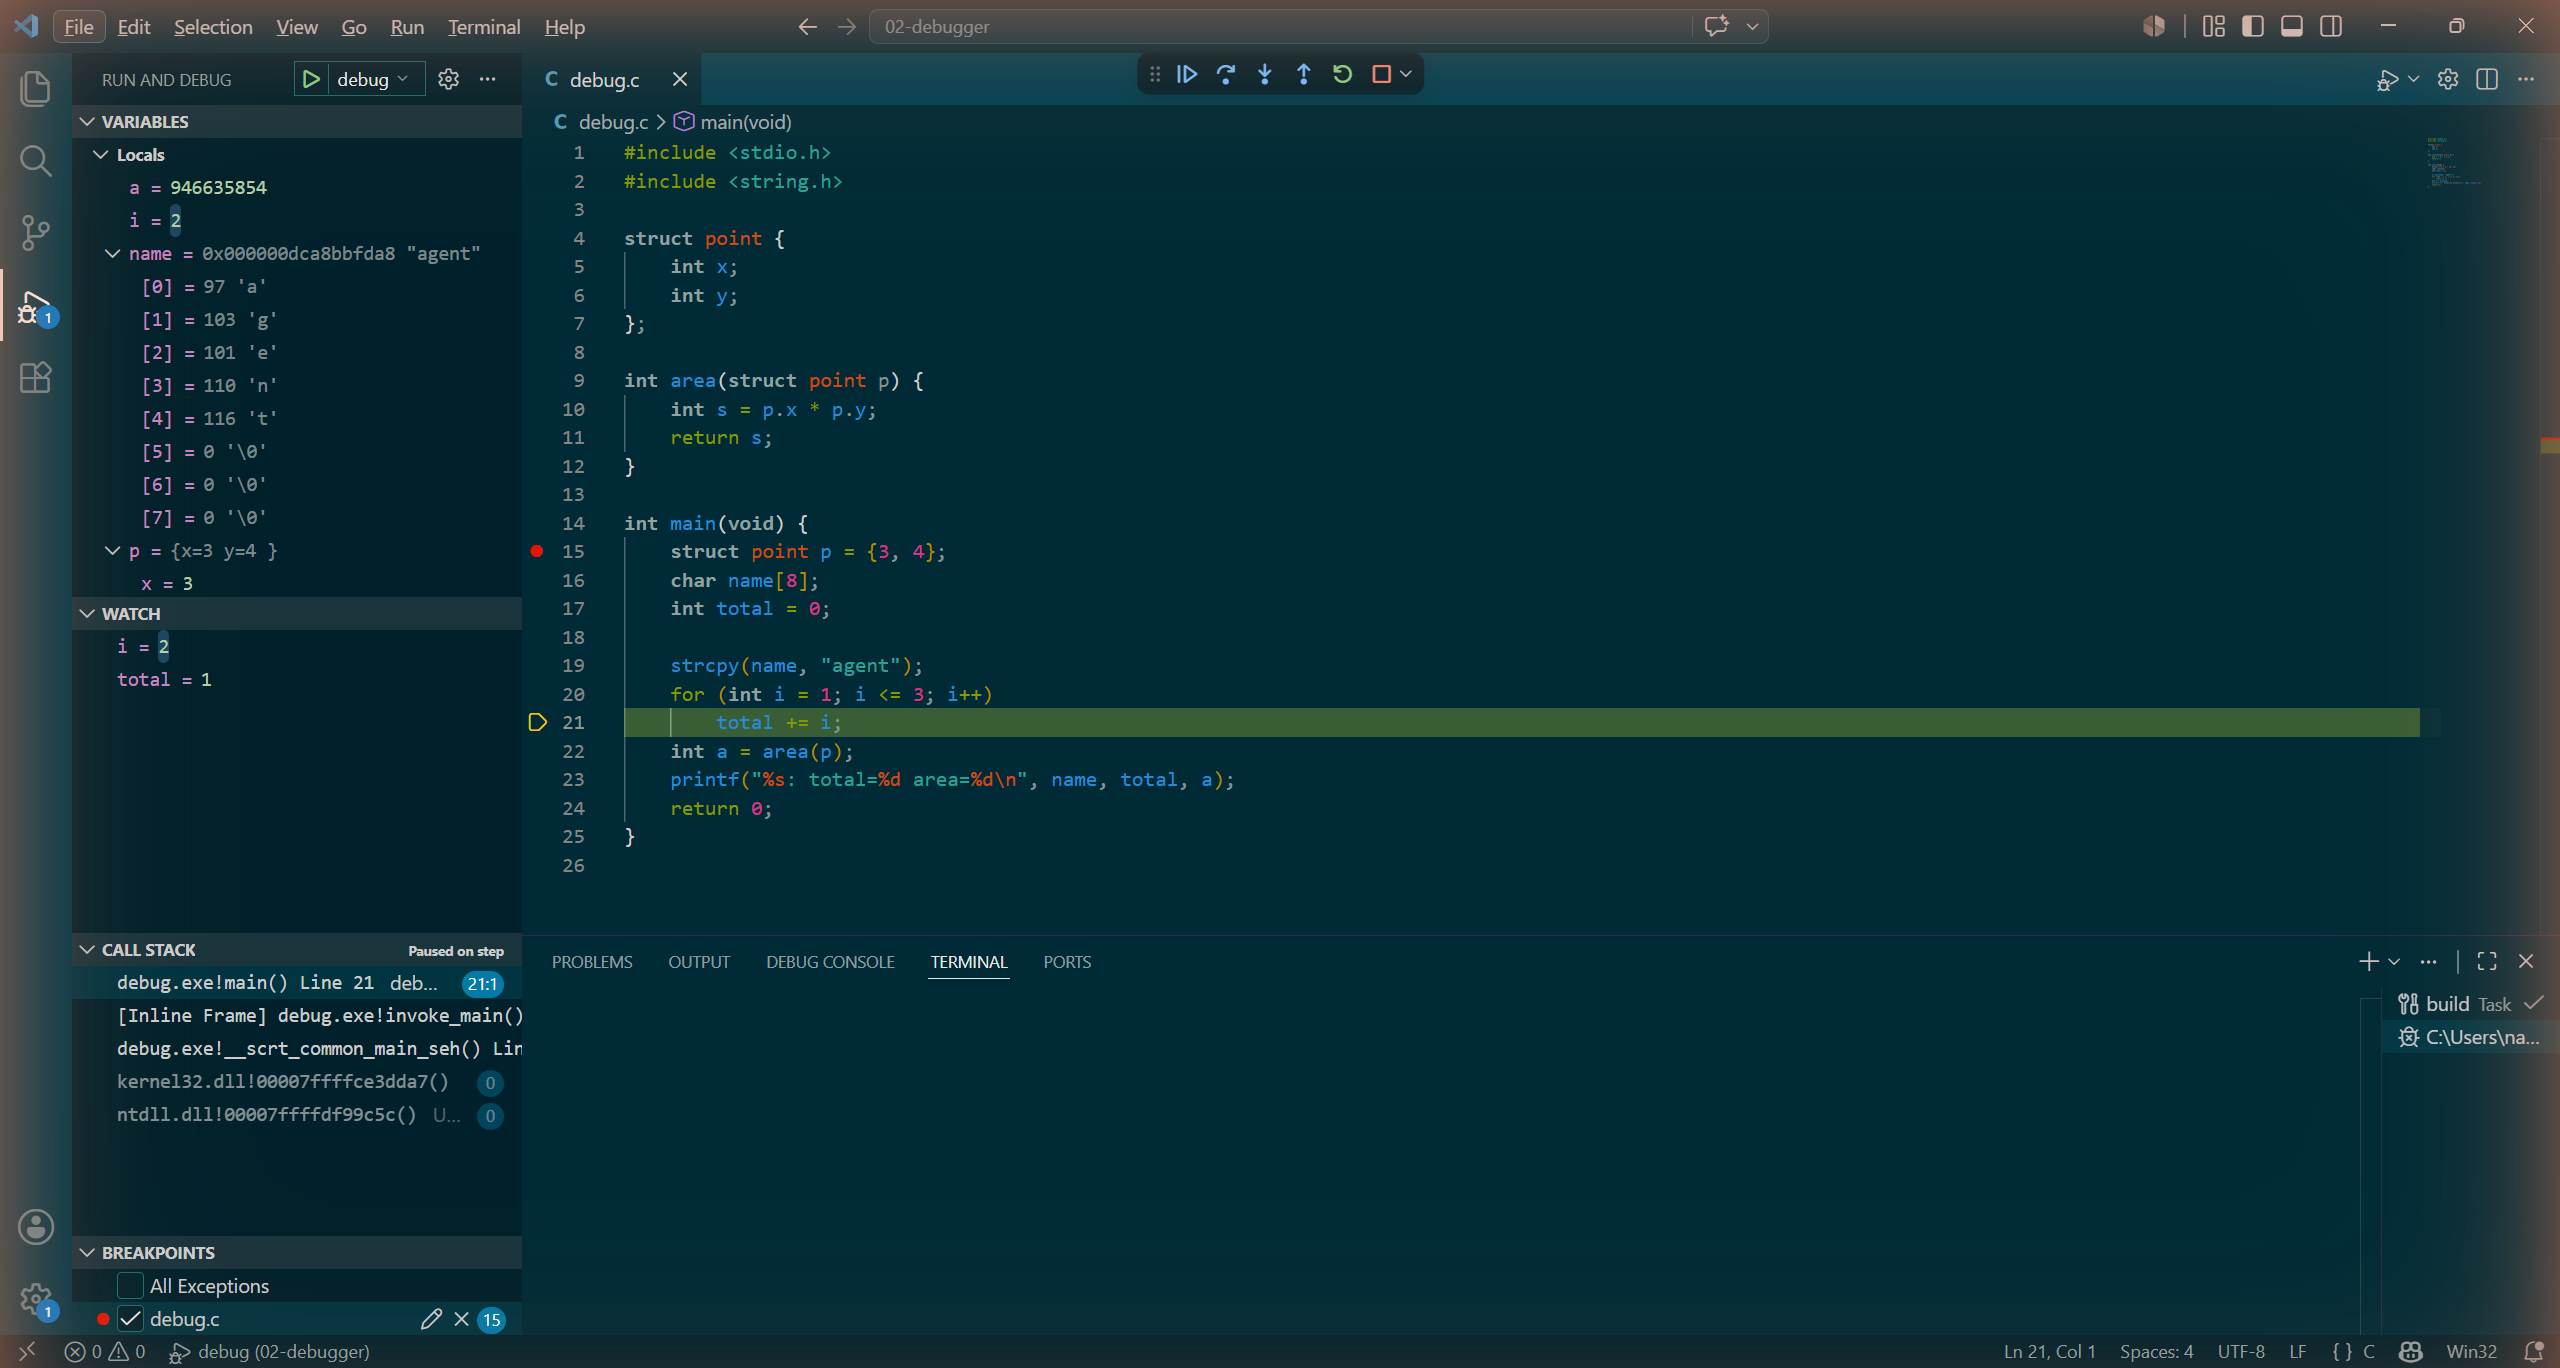 File Edit Selection View Go Run Terminal Help
02-debugger
RUN AND DEBUG
debug
debug.c
VARIABLES
Locals
a = 946635854
i = 2
name = 0x000000dca8bbfda8 "agent"
[0] = 97 'a'
[1] = 103 'g'
[2] = 101 'e'
[3] = 110 'n'
[4] = 116 't'
[5] = 0 '\0'
[6] = 0 '\0'
[7] = 0 '\0'
p = {x=3 y=4 }
x = 3
WATCH
i = 2
total = 1
CALL STACK Paused on step
debug.exe!main() Line 21 deb... 21:1
[Inline Frame] debug.exe!invoke_main()
debug.exe!__scrt_common_main_seh() Lin
kernel32.dll!00007ffffce3dda7() 0
ntdll.dll!00007ffffdf99c5c() U... 0
BREAKPOINTS
All Exceptions
debug.c 15
1
1
debug.c > main(void)
1 #include <stdio.h>
2 #include <string.h>
3
4 struct point {
5 int x;
6 int y;
7 };
8
9 int area(struct point p) {
10 int s = p.x * p.y;
11 return s;
12 }
13
14 int main(void) {
15 struct point p = {3, 4};
16 char name[8];
17 int total = 0;
18
19 strcpy(name, "agent");
20 for (int i = 1; i <= 3; i++)
21 total += i;
22 int a = area(p);
23 printf("%s: total=%d area=%d\n", name, total, a);
24 return 0;
25 }
26
PROBLEMS OUTPUT DEBUG CONSOLE TERMINAL PORTS
build Task
C:\Users\na...
0 0 debug (02-debugger)
Ln 21, Col 1 Spaces: 4 UTF-8 LF { } C Win32